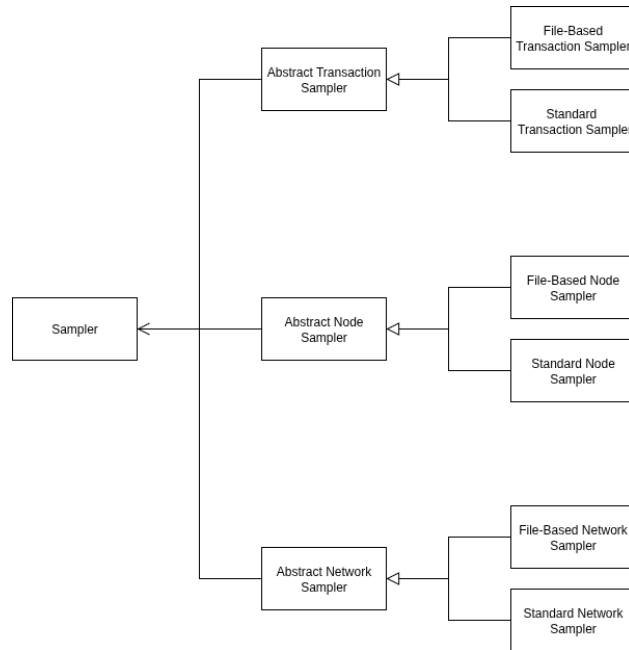 File-Based
Transaction Sampler
Abstract Transaction
Sampler
Standard
Transaction Sampler
File-Based Node
Sampler
Sampler
Abstract Node
Sampler
Standard Node
Sampler
File-Based Network
Sampler
Abstract Network
Sampler
Standard Network
Sampler